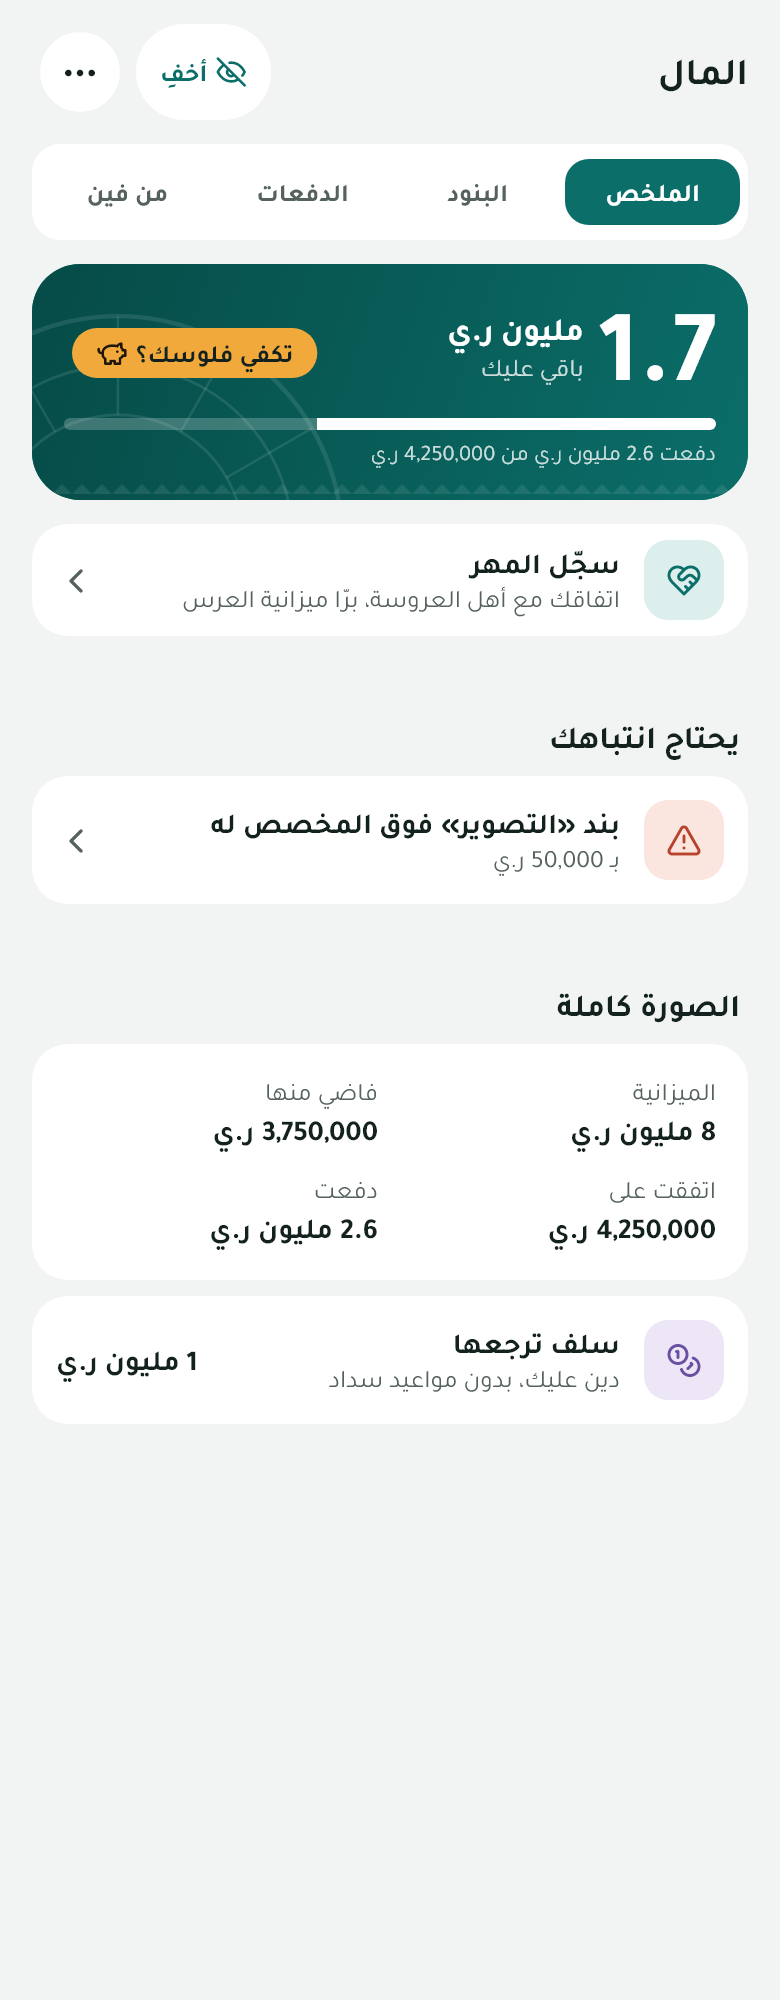 المال
أخفِ
الملخص
البنود
الدفعات
من فين
1.7 مليون ر.ي
باقي عليك
تكفي فلوسك؟
دفعت 2.6 مليون ر.ي من 4,250,000 ر.ي
سجّل المهر
اتفاقك مع أهل العروسة، برّا ميزانية العرس
يحتاج انتباهك
بند «التصوير» فوق المخصص له
بـ 50,000 ر.ي
الصورة كاملة
الميزانية
8 مليون ر.ي
فاضي منها
3,750,000 ر.ي
اتفقت على
4,250,000 ر.ي
دفعت
2.6 مليون ر.ي
سلف ترجعها
دين عليك، بدون مواعيد سداد
1 مليون ر.ي